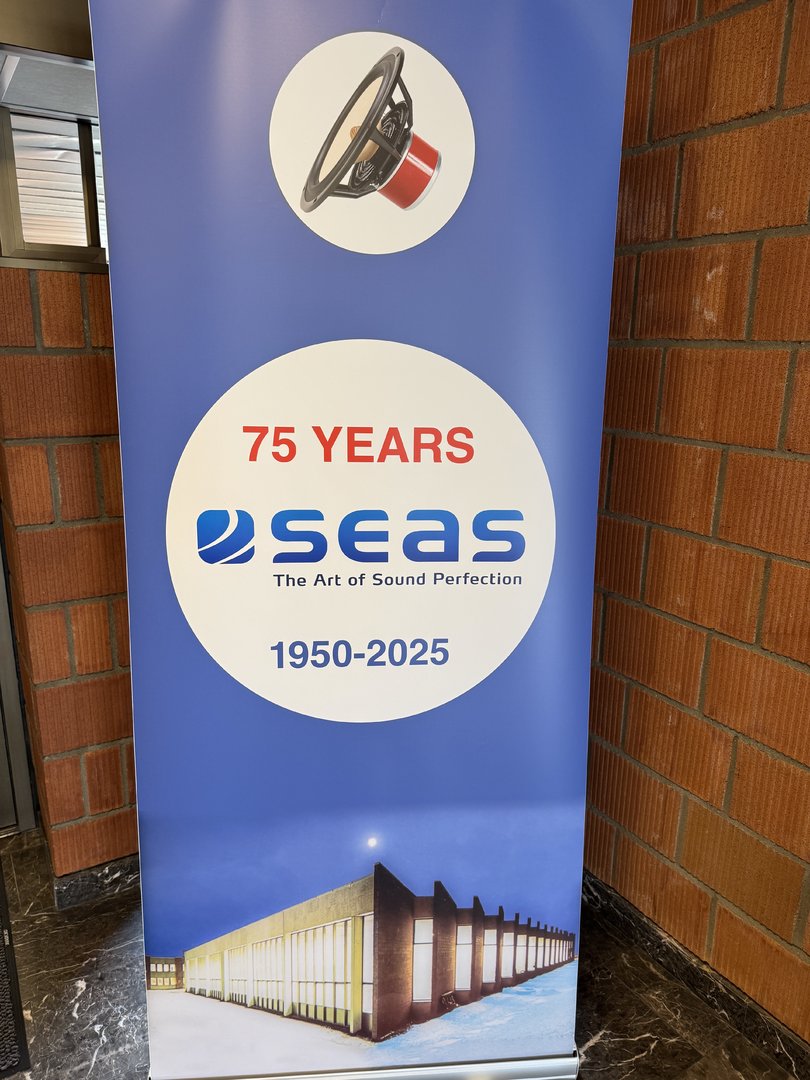 75 YEARS
seas
The Art of Sound Perfection
1950-2025